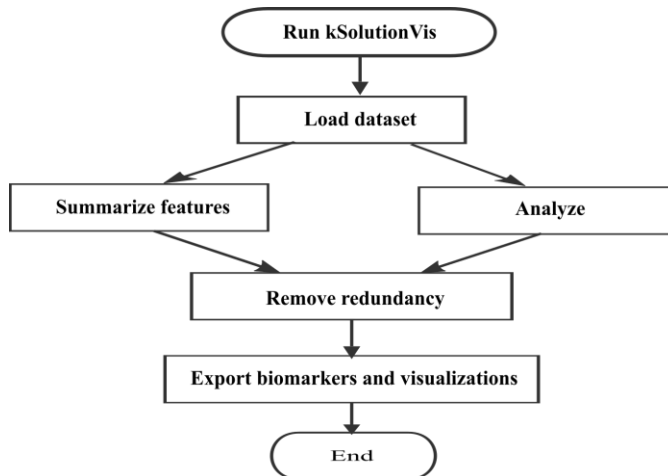 Run kSolutionVis
Load dataset
Summarize features
Analyze
Remove redundancy
Export biomarkers and visualizations
End